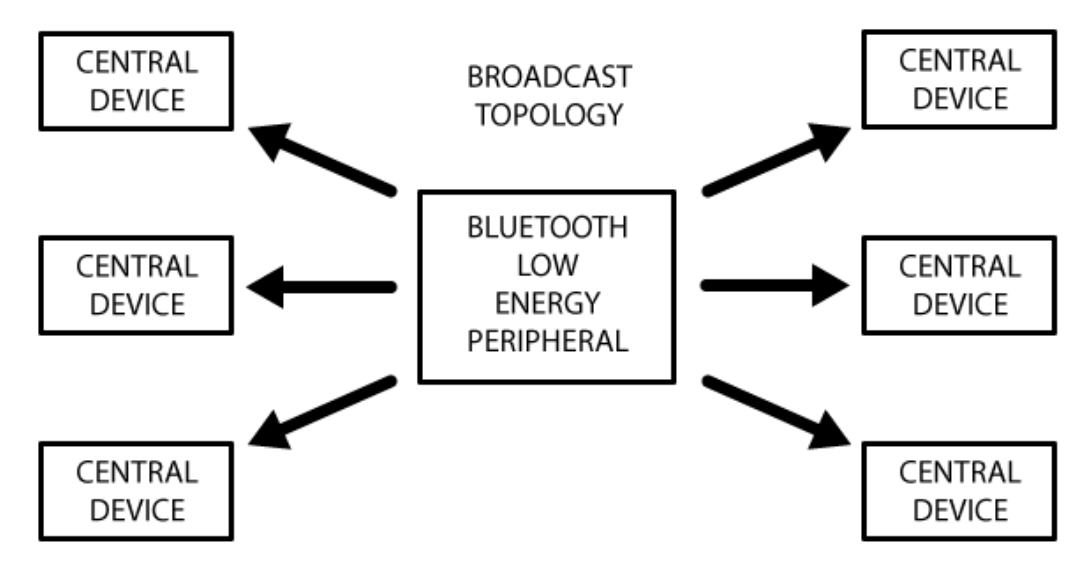 CENTRAL
DEVICE
BROADCAST
TOPOLOGY
CENTRAL
DEVICE
CENTRAL
DEVICE
BLUETOOTH
LOW
ENERGY
PERIPHERAL
CENTRAL
DEVICE
CENTRAL
DEVICE
CENTRAL
DEVICE